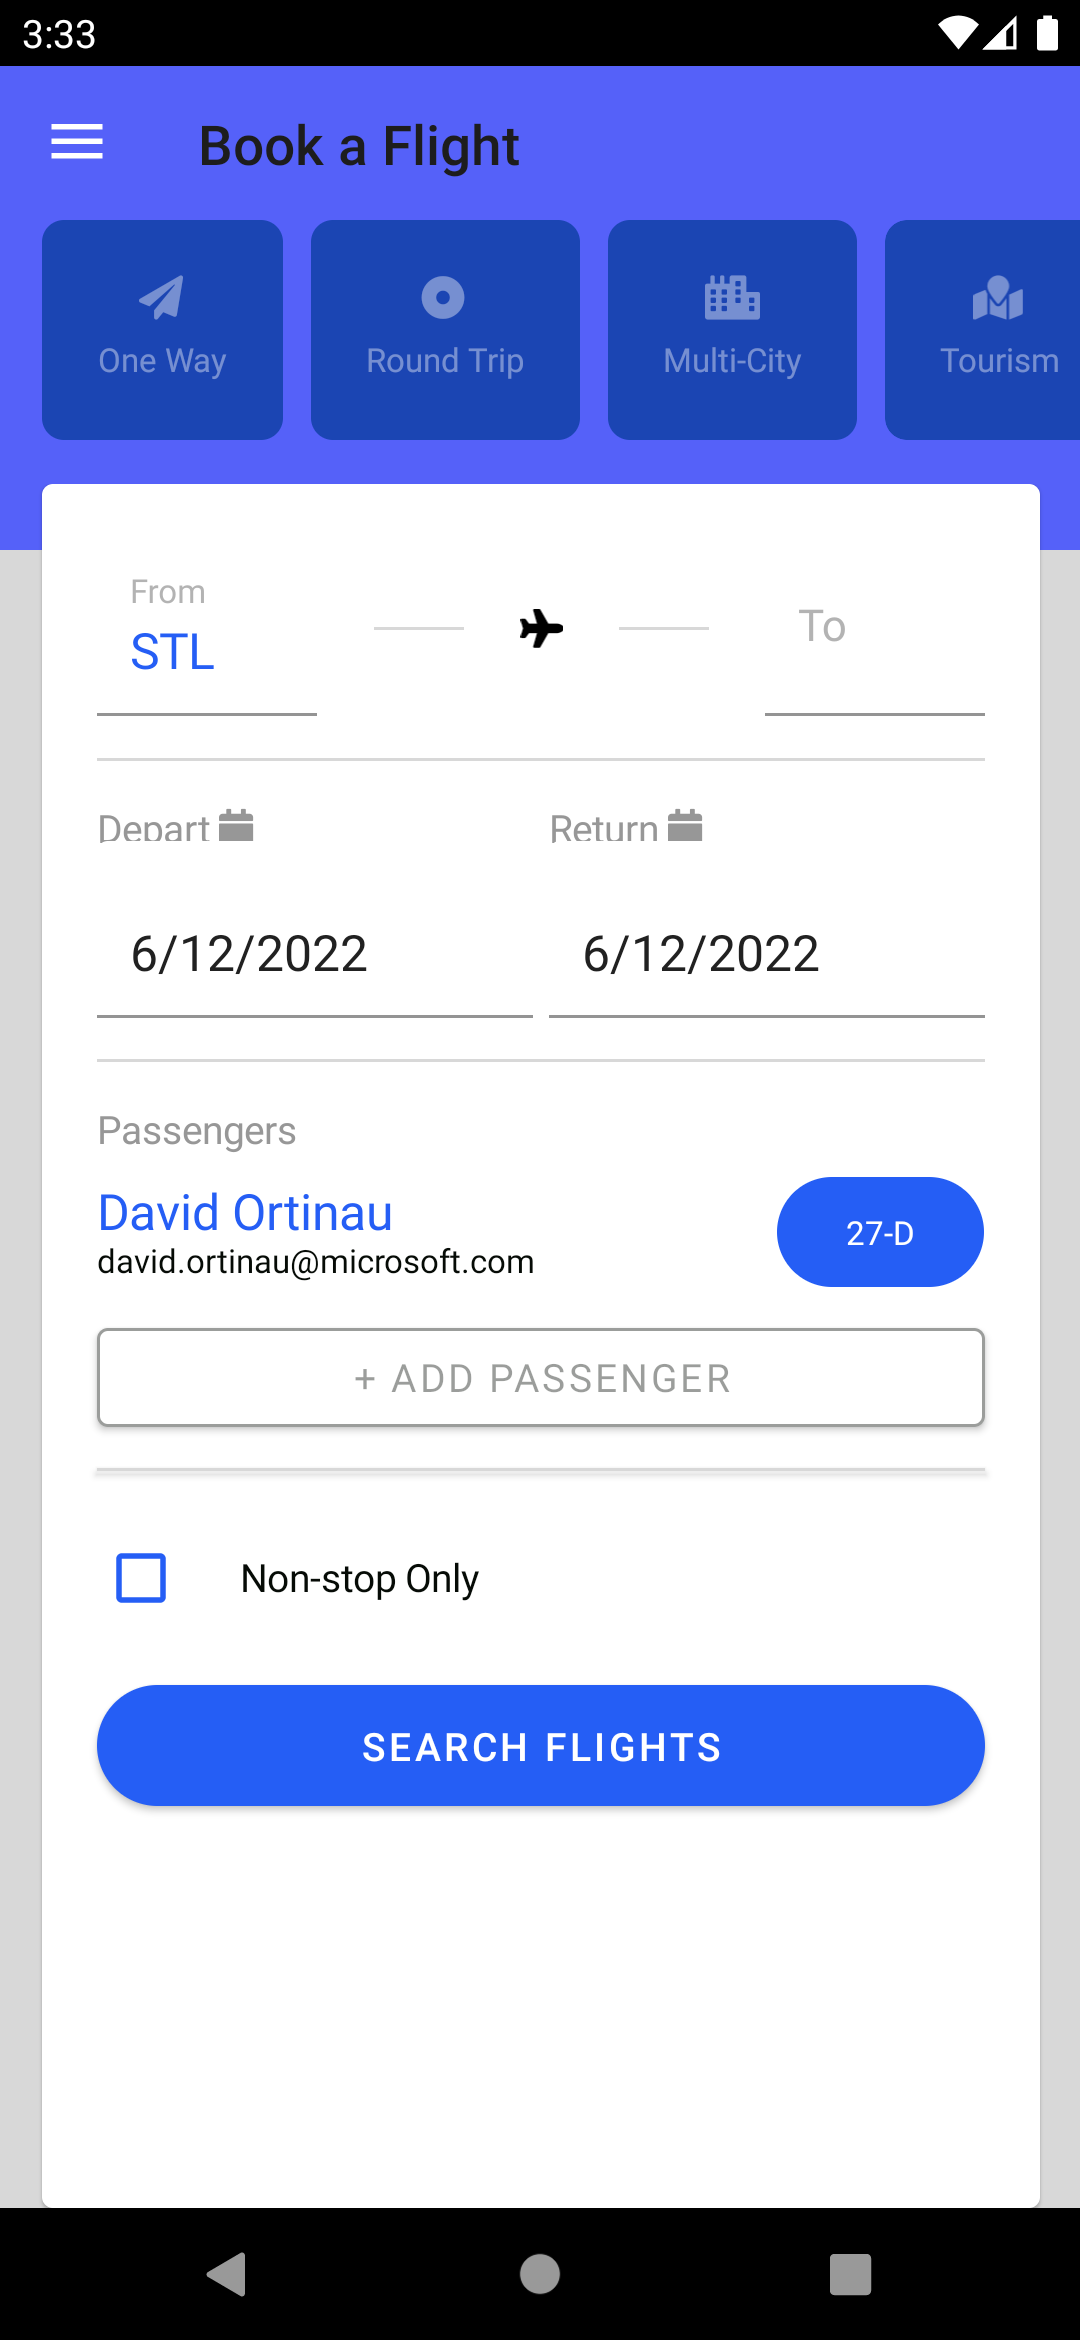 3:33
Book a Flight
One Way
Round Trip
Multi-City
Tourism
From
STL
To
Depart
Return
6/12/2022
6/12/2022
Passengers
David Ortinau
david.ortinau@microsoft.com
27-D
+ ADD PASSENGER
Non-stop Only
SEARCH FLIGHTS